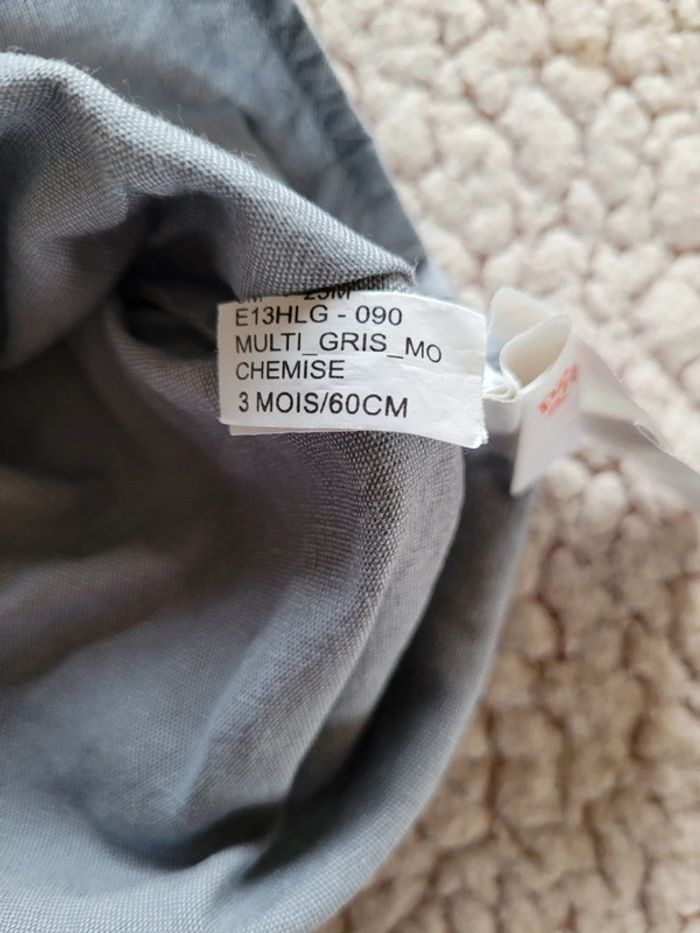 E13HLG - 090
MULTI_GRIS_MO
CHEMISE
3 MOIS/60CM